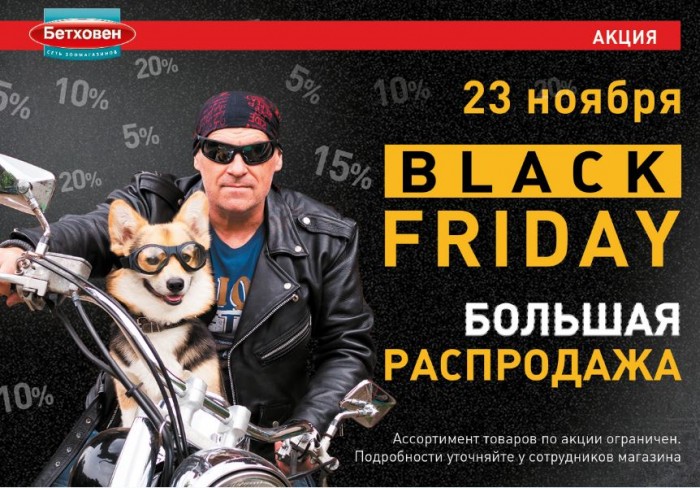 Бетховен
СЕТЬ ЗООМАГАЗИНОВ
АКЦИЯ
20%
5%
10%
5%
10%
5%
15%
20%
10%
23 ноября
BLACK
FRIDAY
БОЛЬШАЯ
РАСПРОДАЖА
Ассортимент товаров по акции ограничен.
Подробности уточняйте у сотрудников магазина